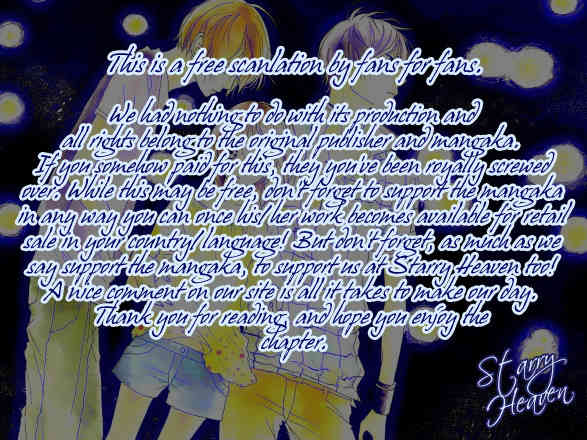 This is a free scanlation by fans for fans.
We had nothing to do with its production and
all rights belong to the original publisher and mangaka.
If you somehow paid for this, they you've been royally screwed
over. While this may be free, don't forget to support the mangaka
in any way you can once his/her work becomes available for retail
sale in your country/language! But don't forget, as much as we
say support the mangaka, to support us at Starry Heaven too!
A nice comment on our site is all it takes to make our day.
Thank you for reading, and hope you enjoy the
chapter.
Starry
Heaven